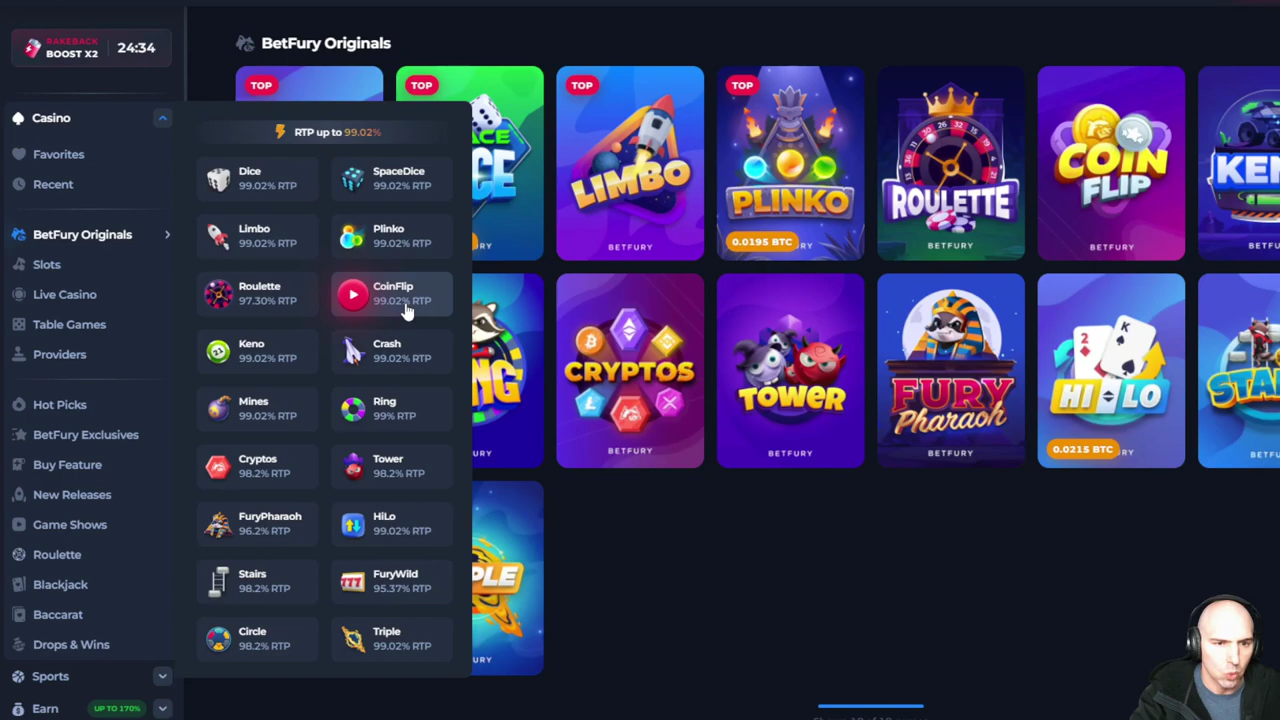 RAKEBACK
BOOST X2
24:34
Casino
Favorites
Recent
BetFury Originals
Slots
Live Casino
Table Games
Providers
Hot Picks
BetFury Exclusives
Buy Feature
New Releases
Game Shows
Roulette
Blackjack
Baccarat
Drops & Wins
Sports
Earn
UP TO 170%
RTP up to 99.02%
Dice
99.02% RTP
SpaceDice
99.02% RTP
Limbo
99.02% RTP
Plinko
99.02% RTP
Roulette
97.30% RTP
CoinFlip
99.02% RTP
Keno
99.02% RTP
Crash
99.02% RTP
Mines
99.02% RTP
Ring
99% RTP
Cryptos
98.2% RTP
Tower
98.2% RTP
FuryPharaoh
96.2% RTP
HiLo
99.02% RTP
Stairs
98.2% RTP
FuryWild
95.37% RTP
Circle
98.2% RTP
Triple
99.02% RTP
BetFury Originals
TOP
TOP
TOP
LIMBO
BETFURY
TOP
PLINKO
0.0195 BTC
ROULETTE
BETFURY
COIN
FLIP
BETFURY
CRYPTOS
BETFURY
TOWER
BETFURY
FURY
Pharaoh
BETFURY
2
K
HI LO
0.0215 BTC